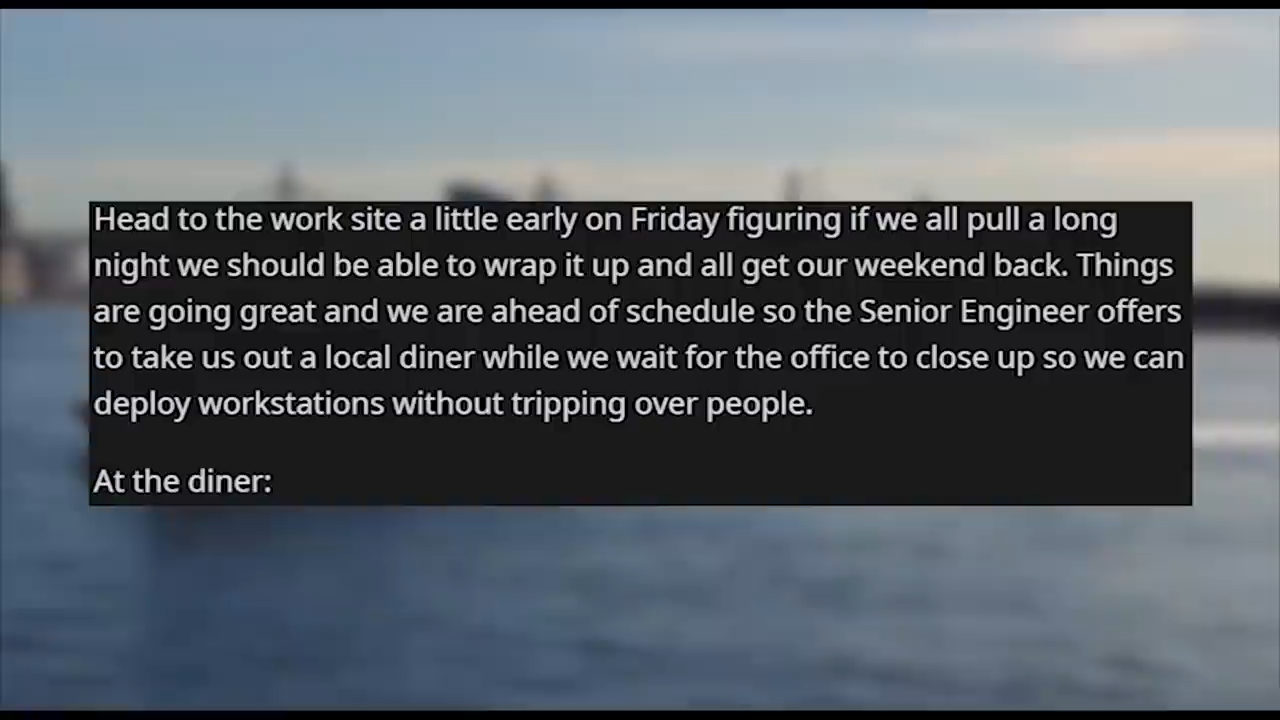 Head to the work site a little early on Friday figuring if we all pull a long
night we should be able to wrap it up and all get our weekend back. Things
are going great and we are ahead of schedule so the Senior Engineer offers
to take us out a local diner while we wait for the office to close up so we can
deploy workstations without tripping over people.
At the diner: